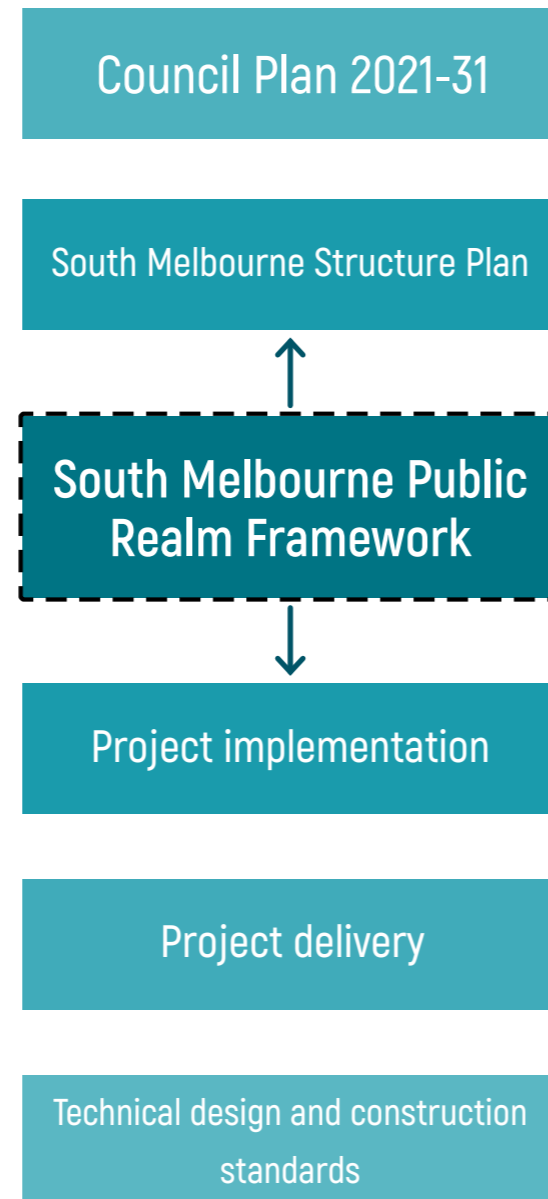 Council Plan 2021-31
South Melbourne Structure Plan
South Melbourne Public
Realm Framework
Project implementation
Project delivery
Technical design and construction
standards